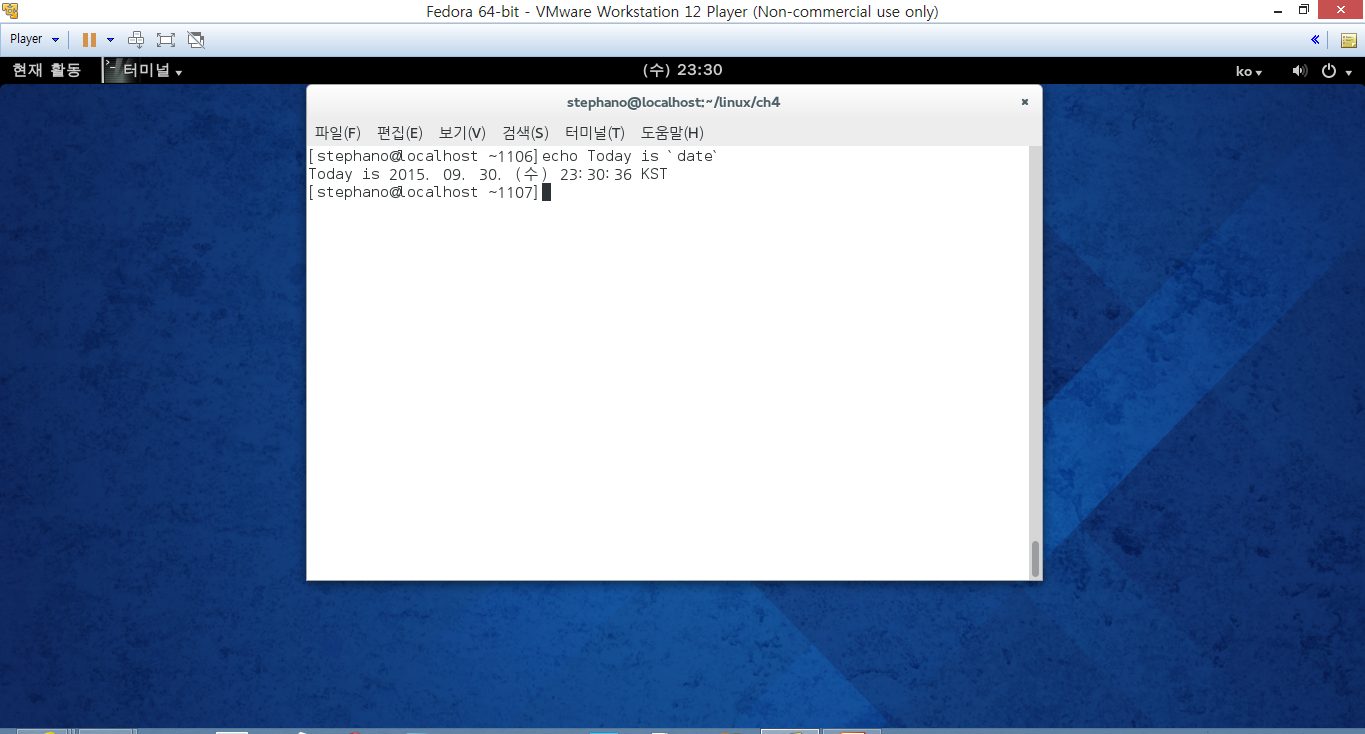 Fedora 64-bit - VMware Workstation 12 Player (Non-commercial use only)
Player
현재 활동 터미널 (수) 23:30 ko
stephano@localhost:~/linux/ch4
파일(F) 편집(E) 보기(V) 검색(S) 터미널(T) 도움말(H)
[stephano@localhost ~1106]echo Today is `date`
Today is 2015. 09. 30. (수) 23:30:36 KST
[stephano@localhost ~1107]